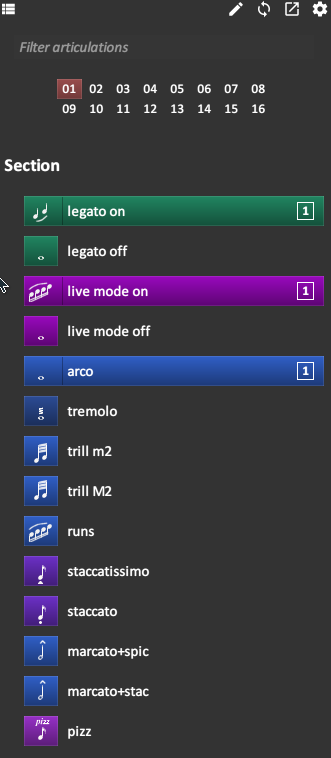 Filter articulations
01 02 03 04 05 06 07 08
09 10 11 12 13 14 15 16
Section
legato on 1
legato off
live mode on 1
live mode off
arco 1
tremolo
trill m2
trill M2
runs
staccatissimo
staccato
marcato+spic
marcato+stac
pizz pizz